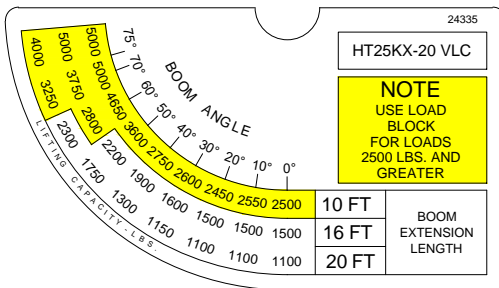 24335
HT25KX-20 VLC
NOTE
USE LOAD
BLOCK
FOR LOADS
2500 LBS. AND
GREATER
BOOM ANGLE
75° 70° 60° 50° 40° 30° 20° 10° 0°
5000 5000 4650 3600 2750 2600 2450 2550 2500 10 FT
5000 3750 2800 2200 1900 1600 1500 1500 1500 16 FT
4000 3250 2300 1750 1300 1150 1100 1100 1100 20 FT
LIFTING CAPACITY-LBS.
BOOM
EXTENSION
LENGTH